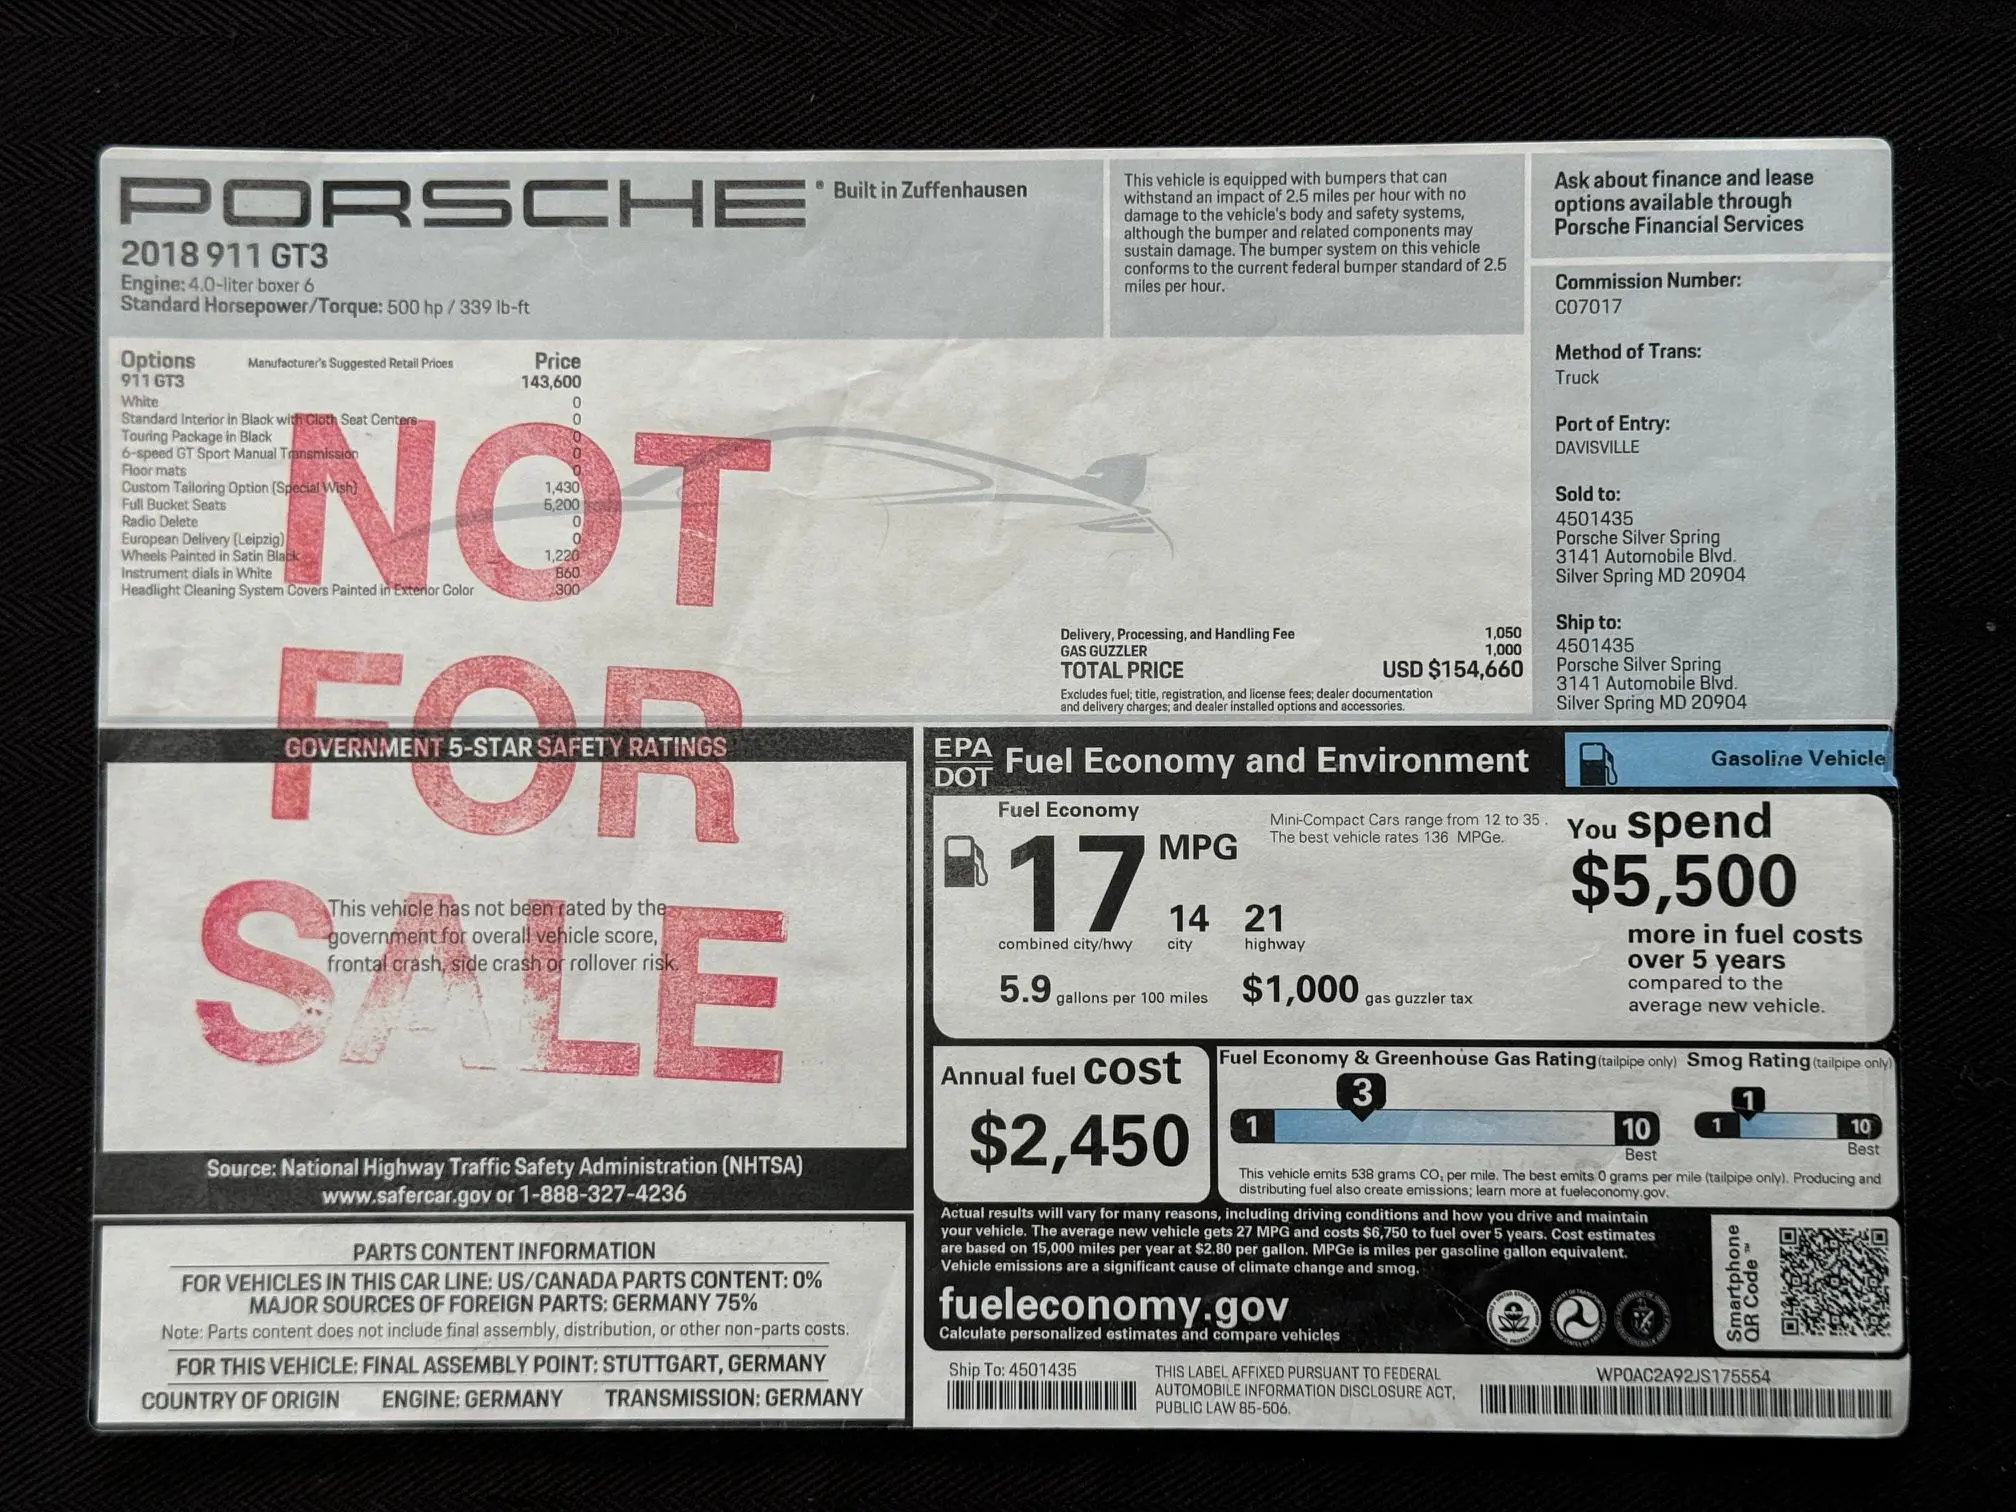 PORSCHE® Built in Zuffenhausen
2018 911 GT3
Engine: 4.0-liter boxer 6
Standard Horsepower/Torque: 500 hp / 339 lb-ft
This vehicle is equipped with bumpers that can
withstand an impact of 2.5 miles per hour with no
damage to the vehicle's body and safety systems,
although the bumper and related components may
sustain damage. The bumper system on this vehicle
conforms to the current federal bumper standard of 2.5
miles per hour.
Ask about finance and lease
options available through
Porsche Financial Services
Commission Number:
C07017
Method of Trans:
Truck
Port of Entry:
DAVISVILLE
Sold to:
4501435
Porsche Silver Spring
3141 Automobile Blvd.
Silver Spring MD 20904
Ship to:
4501435
Porsche Silver Spring
3141 Automobile Blvd.
Silver Spring MD 20904
Options Manufacturer's Suggested Retail Prices Price
911 GT3 143,600
White 0
Standard Interior in Black with Cloth Seat Centers 0
Touring Package in Black 0
6-speed GT Sport Manual Transmission 0
Floor mats 0
Custom Tailoring Option (Special Wish) 1,430
Full Bucket Seats 5,200
Radio Delete 0
European Delivery (Leipzig) 0
Wheels Painted in Satin Black 1,220
Instrument dials in White 860
Headlight Cleaning System Covers Painted in Exterior Color 300
NOT
FOR
SALE
Delivery, Processing, and Handling Fee 1,050
GAS GUZZLER 1,000
TOTAL PRICE USD $154,660
Excludes fuel; title, registration, and license fees; dealer documentation
and delivery charges; and dealer installed options and accessories.
GOVERNMENT 5-STAR SAFETY RATINGS
This vehicle has not been rated by the
government for overall vehicle score,
frontal crash, side crash or rollover risk.
Source: National Highway Traffic Safety Administration (NHTSA)
www.safercar.gov or 1-888-327-4236
PARTS CONTENT INFORMATION
FOR VEHICLES IN THIS CAR LINE: US/CANADA PARTS CONTENT: 0%
MAJOR SOURCES OF FOREIGN PARTS: GERMANY 75%
Note: Parts content does not include final assembly, distribution, or other non-parts costs.
FOR THIS VEHICLE: FINAL ASSEMBLY POINT: STUTTGART, GERMANY
COUNTRY OF ORIGIN ENGINE: GERMANY TRANSMISSION: GERMANY
EPA
DOT
Fuel Economy and Environment
Gasoline Vehicle
Fuel Economy
17 MPG
combined city/hwy
14
city
21
highway
Mini-Compact Cars range from 12 to 35 .
The best vehicle rates 136 MPGe.
5.9 gallons per 100 miles
$1,000 gas guzzler tax
You spend
$5,500
more in fuel costs
over 5 years
compared to the
average new vehicle.
Annual fuel cost
$2,450
Fuel Economy & Greenhouse Gas Rating (tailpipe only)
3
1 10
Best
Smog Rating (tailpipe only)
1
1 10
Best
This vehicle emits 538 grams CO₂ per mile. The best emits 0 grams per mile (tailpipe only). Producing and
distributing fuel also create emissions; learn more at fueleconomy.gov.
Actual results will vary for many reasons, including driving conditions and how you drive and maintain
your vehicle. The average new vehicle gets 27 MPG and costs $6,750 to fuel over 5 years. Cost estimates
are based on 15,000 miles per year at $2.80 per gallon. MPGe is miles per gasoline gallon equivalent.
Vehicle emissions are a significant cause of climate change and smog.
fueleconomy.gov
Calculate personalized estimates and compare vehicles
Smartphone
QR Code™
Ship To: 4501435
THIS LABEL AFFIXED PURSUANT TO FEDERAL
AUTOMOBILE INFORMATION DISCLOSURE ACT,
PUBLIC LAW 85-506.
WP0AC2A92JS175554